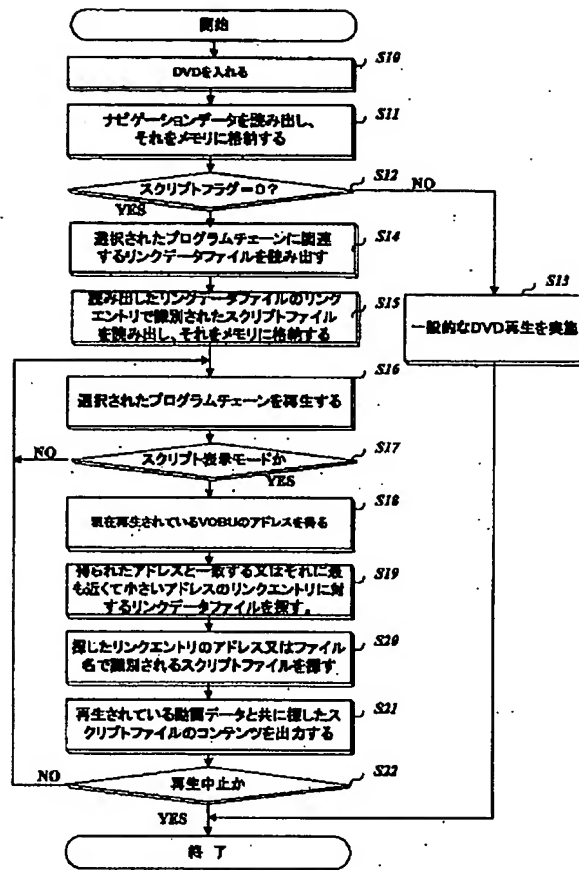 開始
S10
DVDを入れる
S11
ナビゲーションデータを読み出し、
それをメモリに格納する
S12
スクリプトフラグ=0?
NO
YES
S14
選択されたプログラムチェーンに関連
するリンクデータファイルを読み出す
S13
一般的なDVD再生を実施
S15
読み出したリンクデータファイルのリンク
エントリで識別されたスクリプトファイル
を読み出し、それをメモリに格納する
S16
選択されたプログラムチェーンを再生する
S17
NO
スクリプト表示モードか
YES
S18
現在再生されているVOBUのアドレスを得る
S19
得られたアドレスと一致する又はそれに最
も近くて小さいアドレスのリンクエントリに対
するリンクデータファイルを探す。
S20
探したリンクエントリのアドレス又はファイル
名で識別されるスクリプトファイルを探す
S21
再生されている動画データと共に探したス
クリプトファイルのコンテンツを出力する
S22
NO
再生中止か
YES
終了